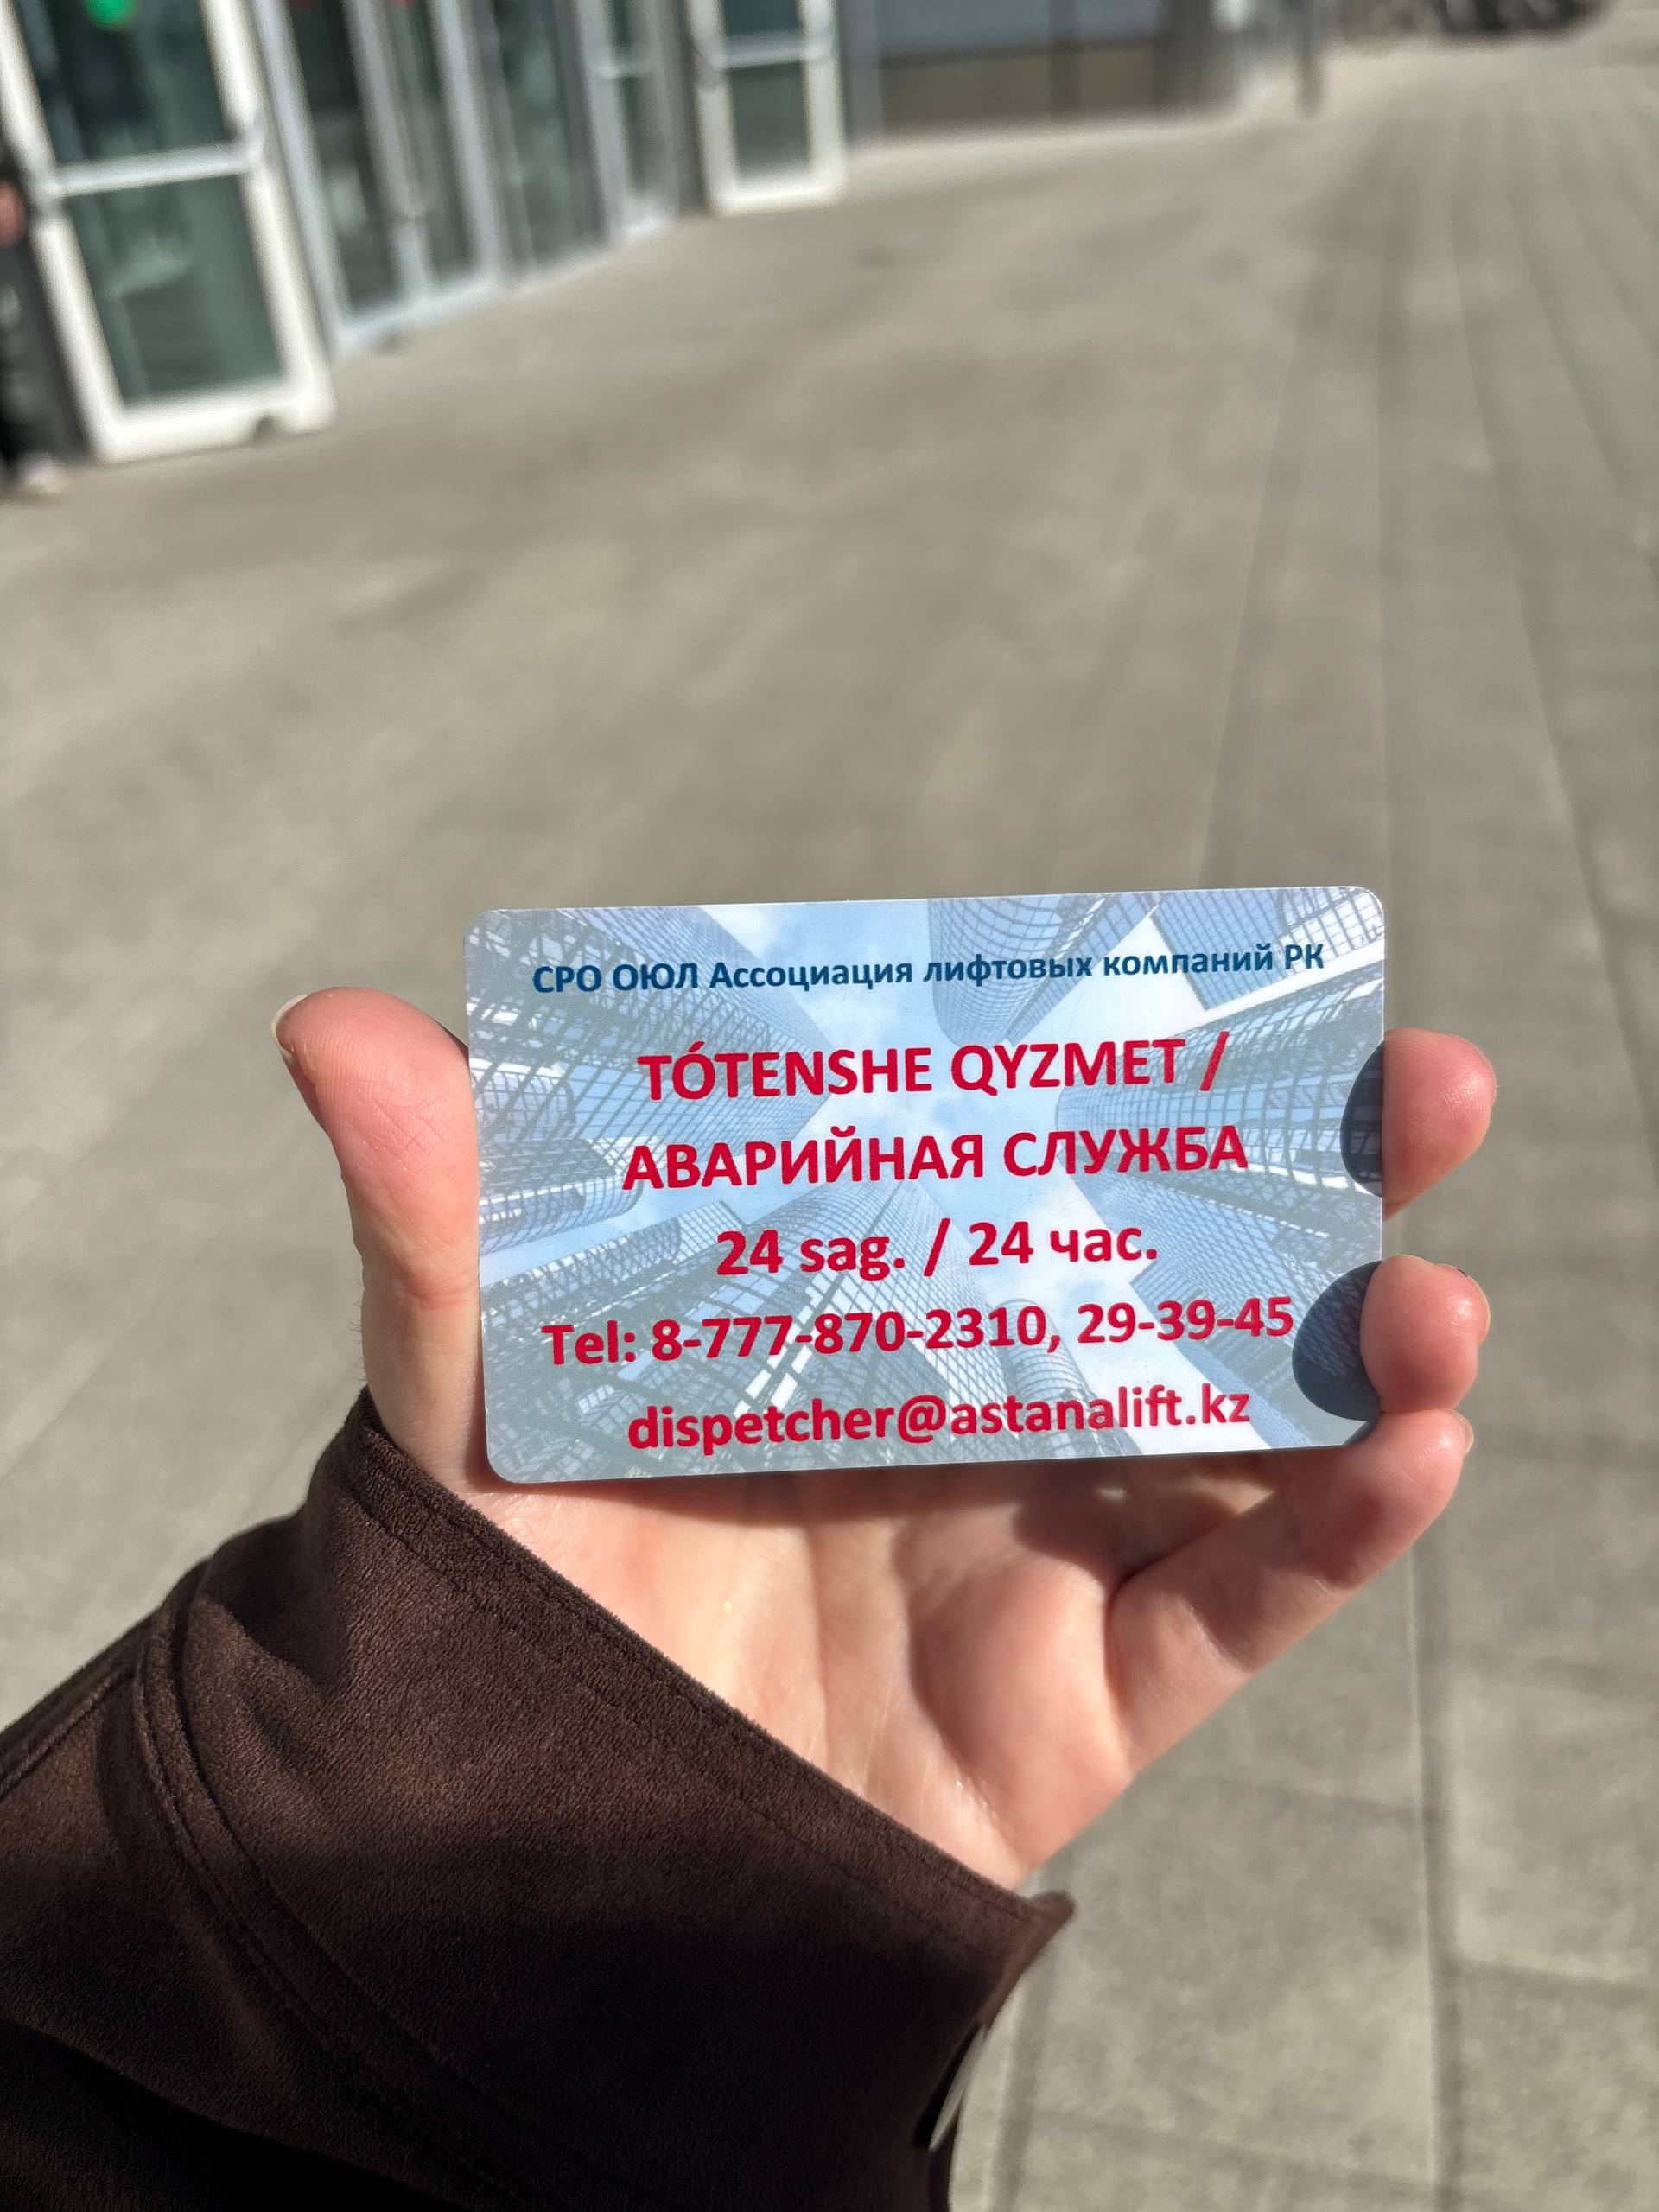 СРО ОЮЛ Ассоциация лифтовых компаний РК
TÓTENSHE QYZMET /
АВАРИЙНАЯ СЛУЖБА
24 sag. / 24 час.
Tel: 8-777-870-2310, 29-39-45
dispetcher@astanalift.kz